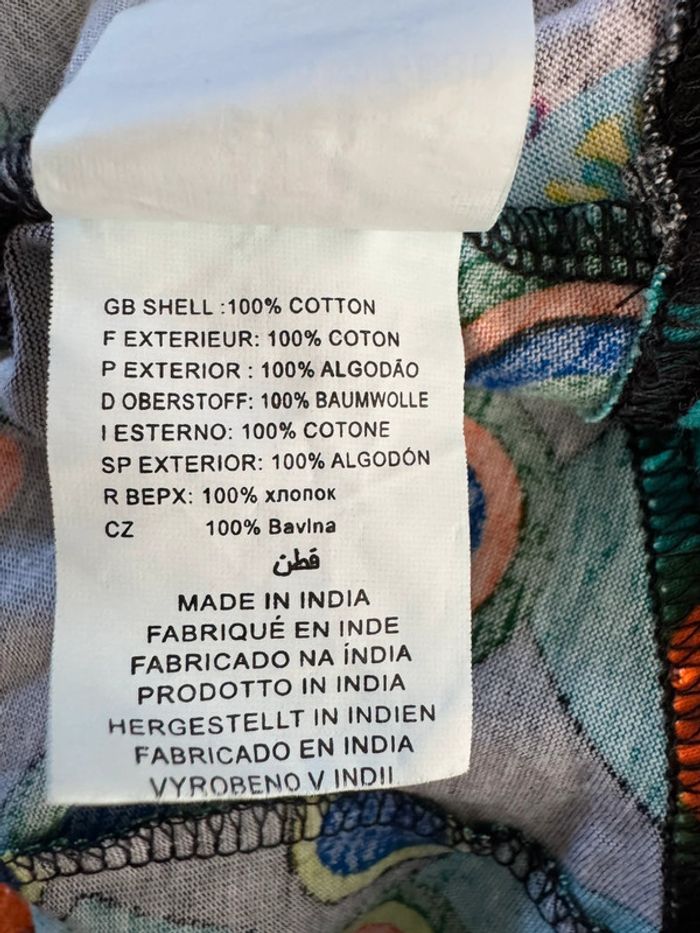 GB SHELL :100% COTTON
F EXTERIEUR: 100% COTON
P EXTERIOR : 100% ALGODÃO
D OBERSTOFF: 100% BAUMWOLLE
I ESTERNO: 100% COTONE
SP EXTERIOR: 100% ALGODÓN
R ВЕРХ: 100% хлопок
CZ 100% Bavlna
قطن
MADE IN INDIA
FABRIQUÉ EN INDE
FABRICADO NA ÍNDIA
PRODOTTO IN INDIA
HERGESTELLT IN INDIEN
FABRICADO EN INDIA
VYROBENO V INDII